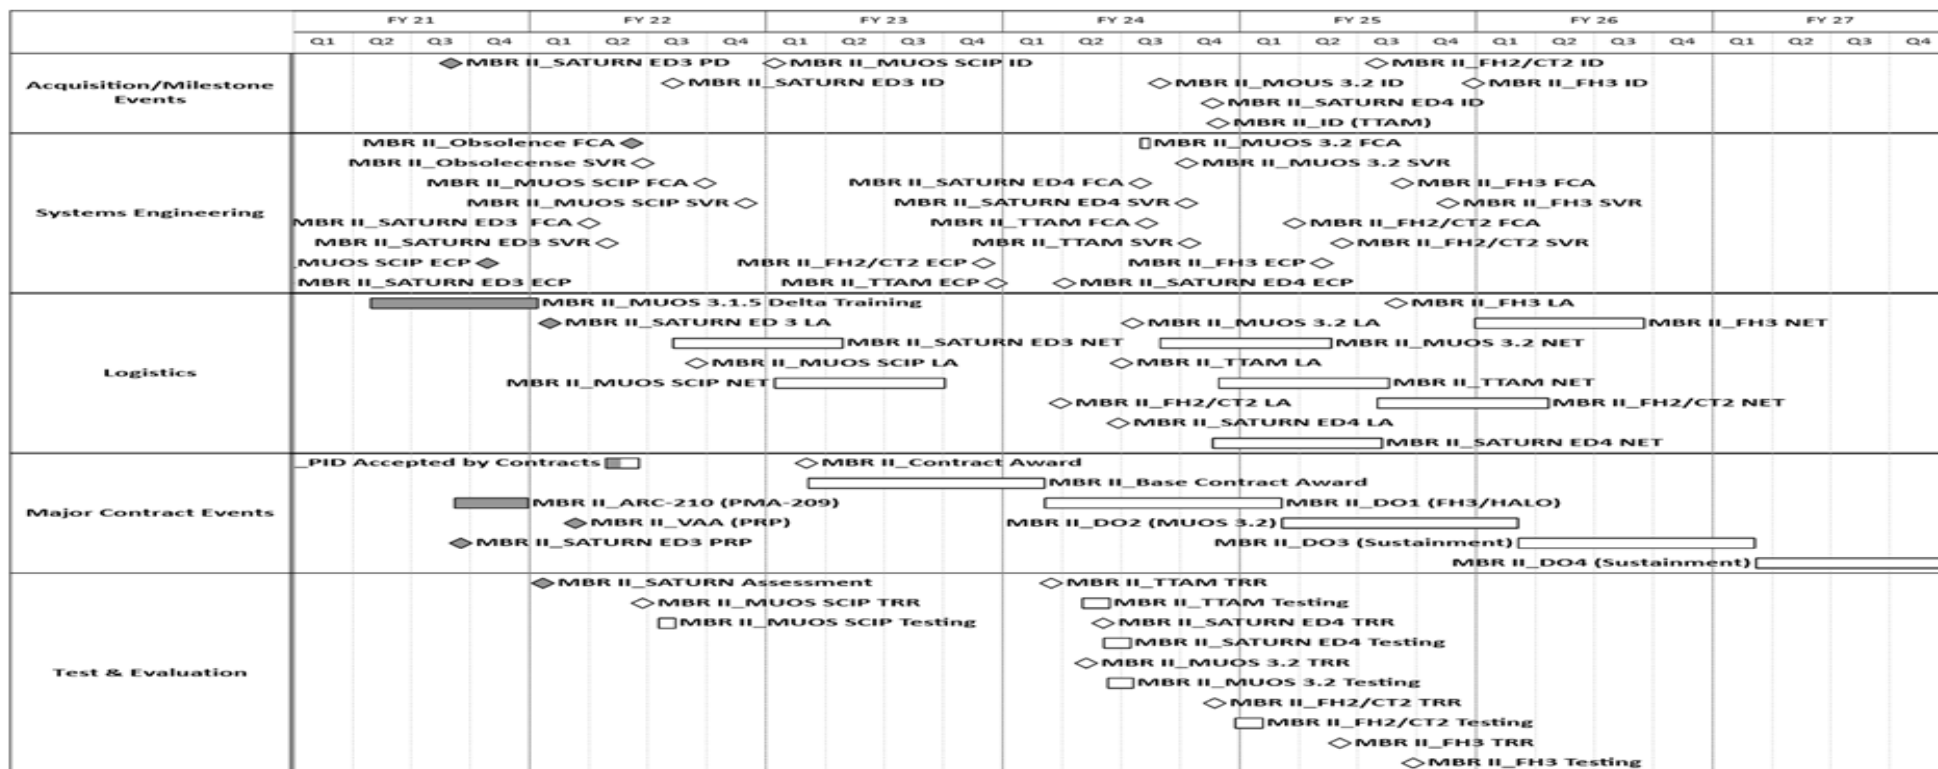 FY 21 FY 22 FY 23 FY 24 FY 25 FY 26 FY 27
Q1 Q2 Q3 Q4 Q1 Q2 Q3 Q4 Q1 Q2 Q3 Q4 Q1 Q2 Q3 Q4 Q1 Q2 Q3 Q4 Q1 Q2 Q3 Q4 Q1 Q2 Q3 Q4
Acquisition/Milestone
Events
MBR II_SATURN ED3 PD MBR II_MUOS SCIP ID MBR II_FH2/CT2 ID
MBR II_SATURN ED3 ID MBR II_MOUS 3.2 ID MBR II_FH3 ID
MBR II_SATURN ED4 ID
MBR II_ID (TTAM)
Systems Engineering
MBR II_Obsolence FCA MBR II_MUOS 3.2 FCA
MBR II_Obsolecense SVR MBR II_MUOS 3.2 SVR
MBR II_MUOS SCIP FCA MBR II_SATURN ED4 FCA MBR II_FH3 FCA
MBR II_MUOS SCIP SVR MBR II_SATURN ED4 SVR MBR II_FH3 SVR
MBR II_SATURN ED3 FCA MBR II_TTAM FCA MBR II_FH2/CT2 FCA
MBR II_SATURN ED3 SVR MBR II_TTAM SVR MBR II_FH2/CT2 SVR
_MUOS SCIP ECP MBR II_FH2/CT2 ECP MBR II_FH3 ECP
MBR II_SATURN ED3 ECP MBR II_TTAM ECP MBR II_SATURN ED4 ECP
Logistics
MBR II_MUOS 3.1.5 Delta Training MBR II_FH3 LA
MBR II_SATURN ED 3 LA MBR II_MUOS 3.2 LA MBR II_FH3 NET
MBR II_SATURN ED3 NET MBR II_MUOS 3.2 NET
MBR II_MUOS SCIP LA MBR II_TTAM LA
MBR II_MUOS SCIP NET MBR II_TTAM NET
MBR II_FH2/CT2 LA MBR II_FH2/CT2 NET
MBR II_SATURN ED4 LA
MBR II_SATURN ED4 NET
Major Contract Events
_PID Accepted by Contracts MBR II_Contract Award
MBR II_Base Contract Award
MBR II_ARC-210 (PMA-209) MBR II_DO1 (FH3/HALO)
MBR II_VAA (PRP) MBR II_DO2 (MUOS 3.2)
MBR II_SATURN ED3 PRP MBR II_DO3 (Sustainment)
MBR II_DO4 (Sustainment)
Test & Evaluation
MBR II_SATURN Assessment MBR II_TTAM TRR
MBR II_MUOS SCIP TRR MBR II_TTAM Testing
MBR II_MUOS SCIP Testing MBR II_SATURN ED4 TRR
MBR II_SATURN ED4 Testing
MBR II_MUOS 3.2 TRR
MBR II_MUOS 3.2 Testing
MBR II_FH2/CT2 TRR
MBR II_FH2/CT2 Testing
MBR II_FH3 TRR
MBR II_FH3 Testing